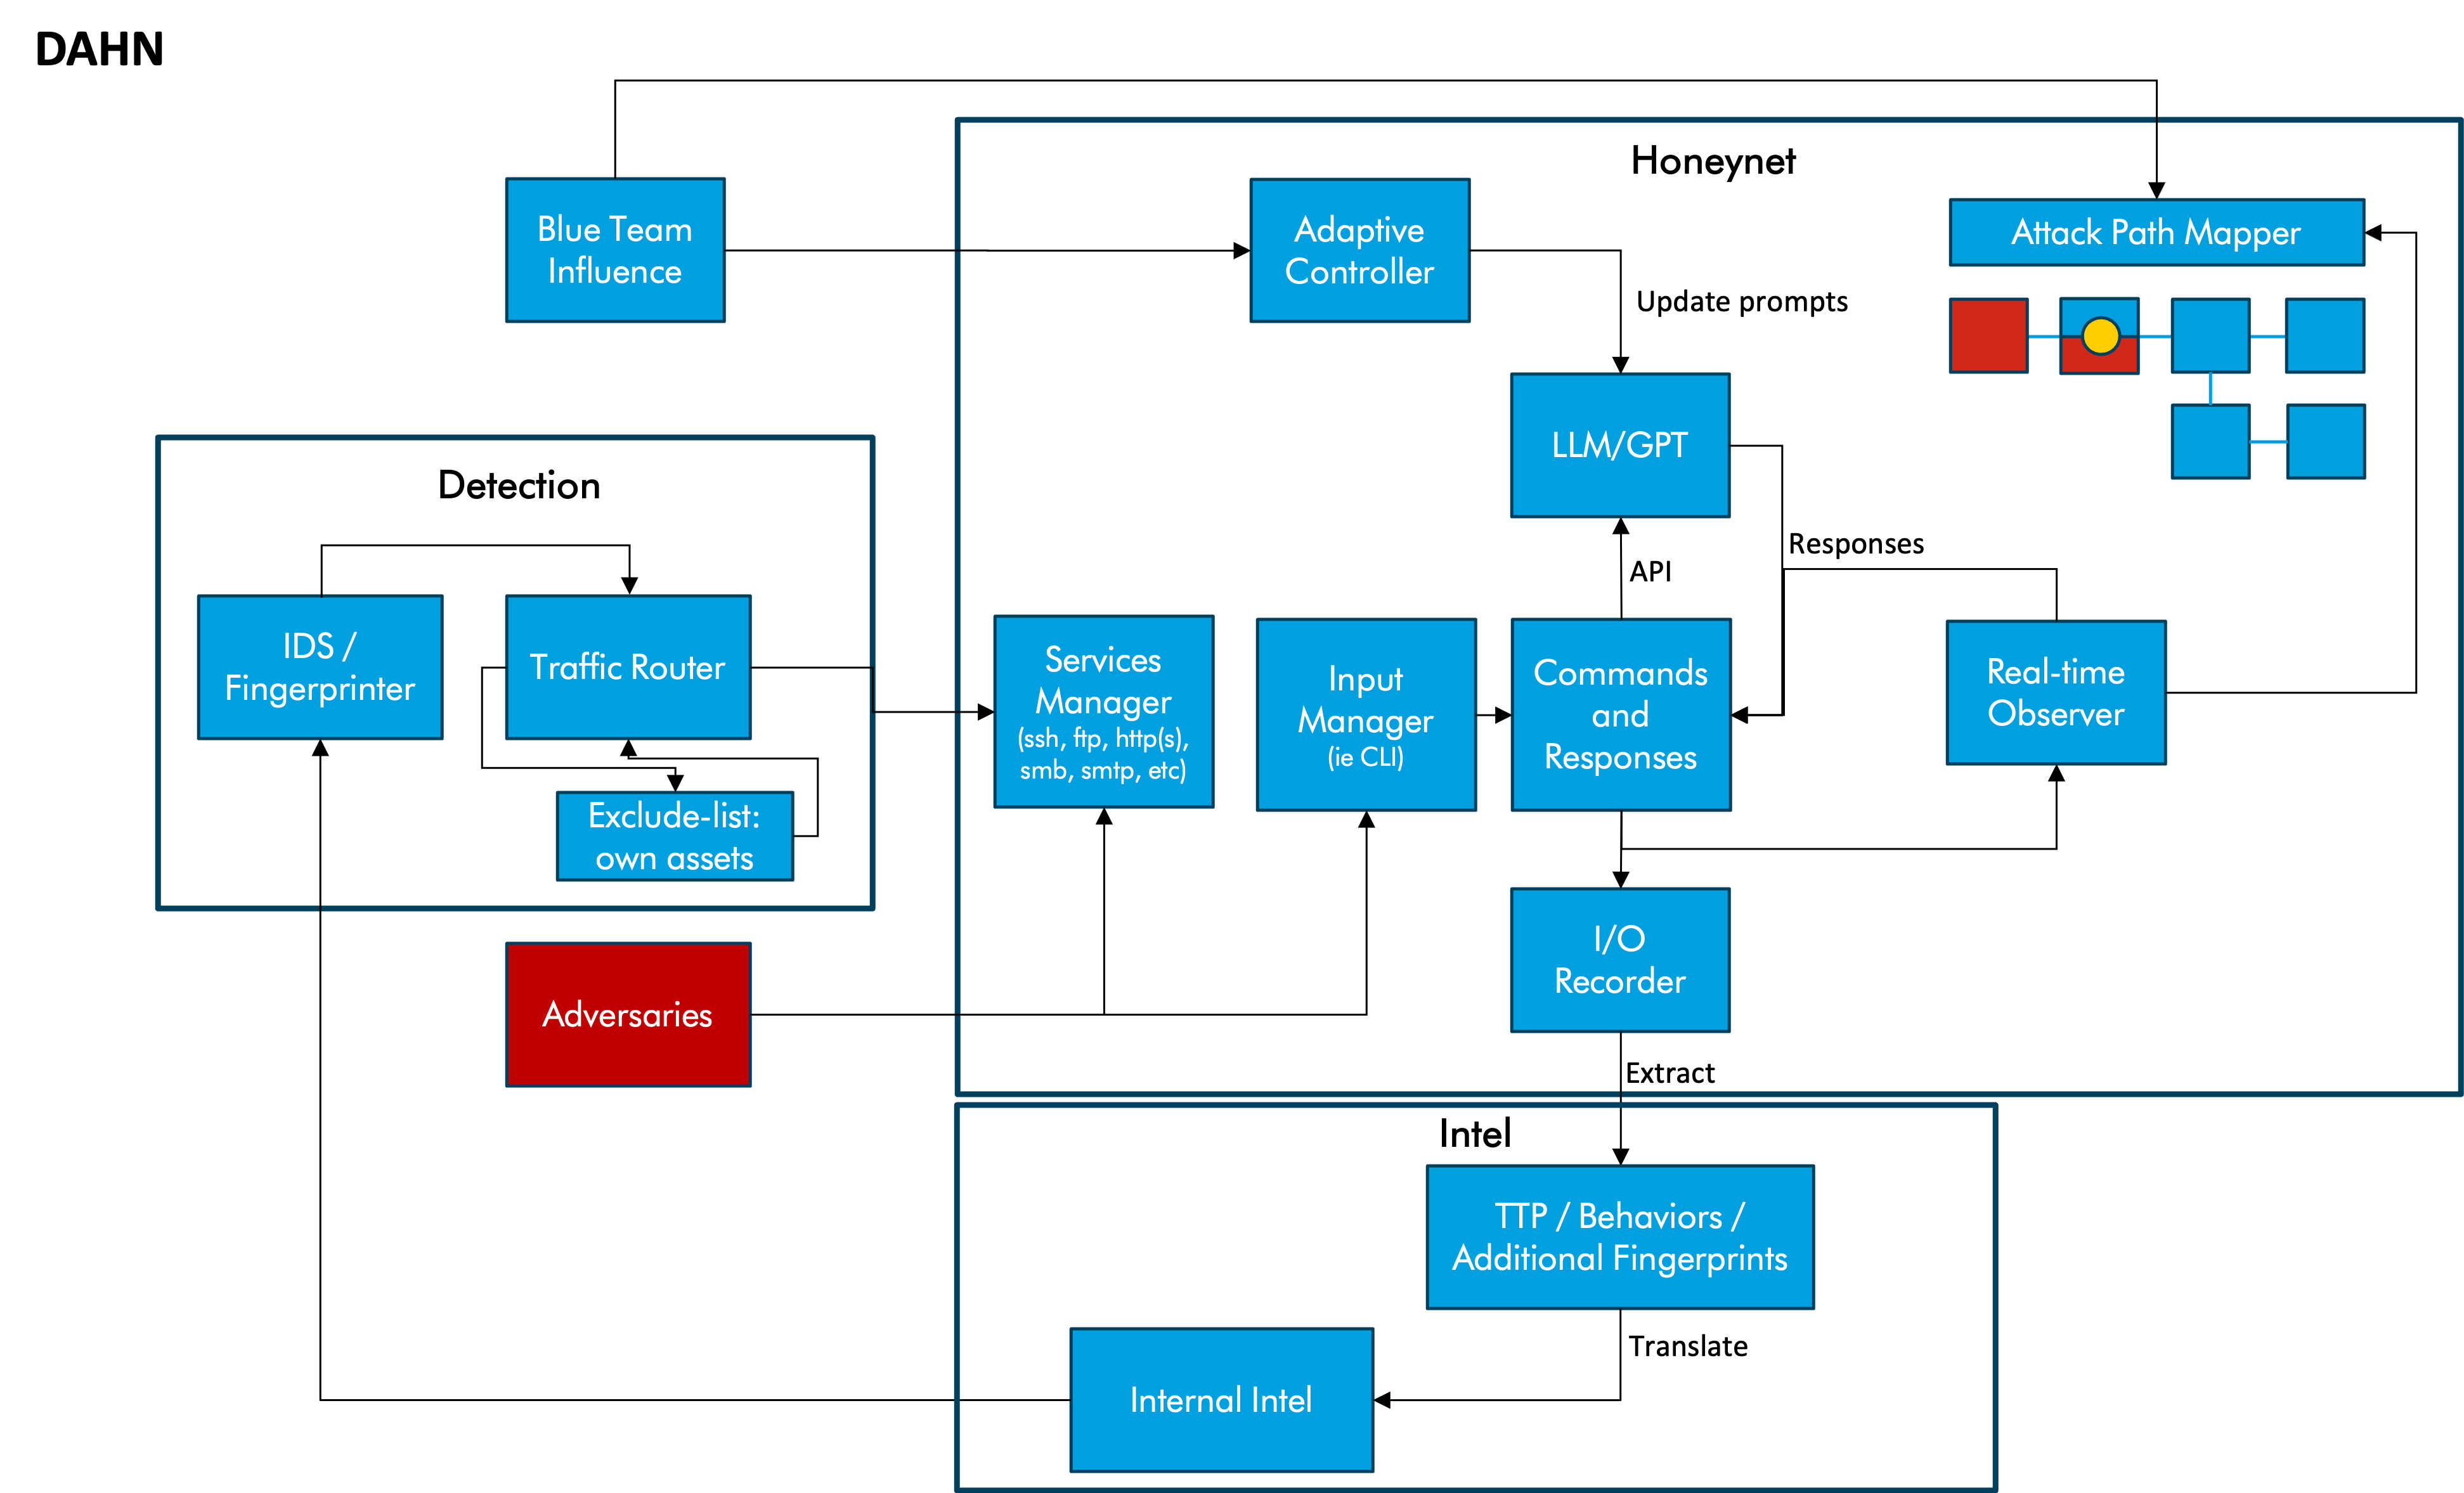 DAHN
Honeynet
Blue Team
Influence
Adaptive
Controller
Attack Path Mapper
Update prompts
LLM/GPT
Detection
Responses
API
IDS /
Fingerprinter
Traffic Router
Exclude-list:
own assets
Services
Manager
(ssh, ftp, http(s),
smb, smtp, etc)
Input
Manager
(ie CLI)
Commands
and
Responses
Real-time
Observer
I/O
Recorder
Adversaries
Extract
Intel
TTP / Behaviors /
Additional Fingerprints
Translate
Internal Intel